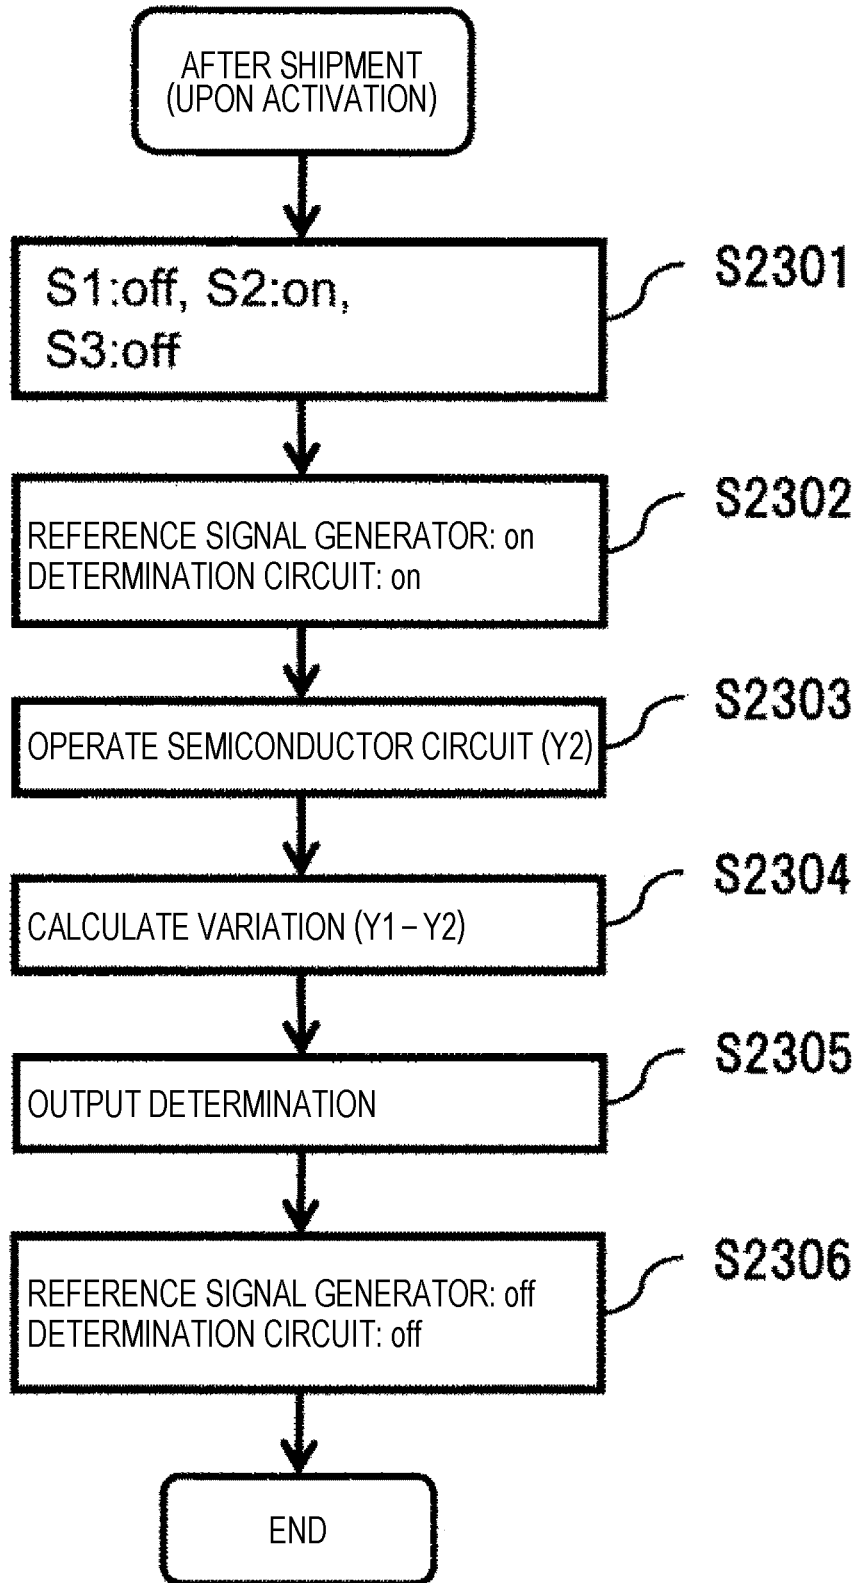 AFTER SHIPMENT
(UPON ACTIVATION)
S1:off, S2:on,
S3:off
S2301
REFERENCE SIGNAL GENERATOR: on
DETERMINATION CIRCUIT: on
S2302
OPERATE SEMICONDUCTOR CIRCUIT (Y2)
S2303
CALCULATE VARIATION (Y1 – Y2)
S2304
OUTPUT DETERMINATION
S2305
REFERENCE SIGNAL GENERATOR: off
DETERMINATION CIRCUIT: off
S2306
END